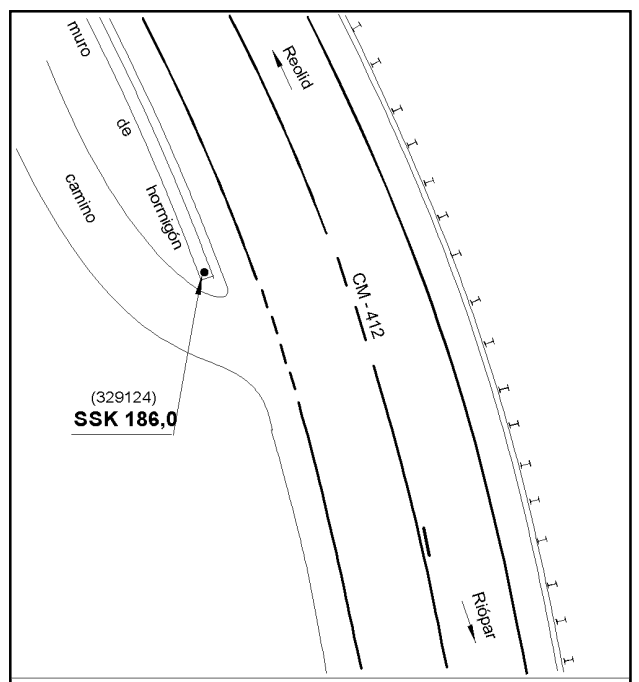 muro
de
hormigón
camino
Reolid
CM - 412
(329124)
SSK 186,0
Riópar